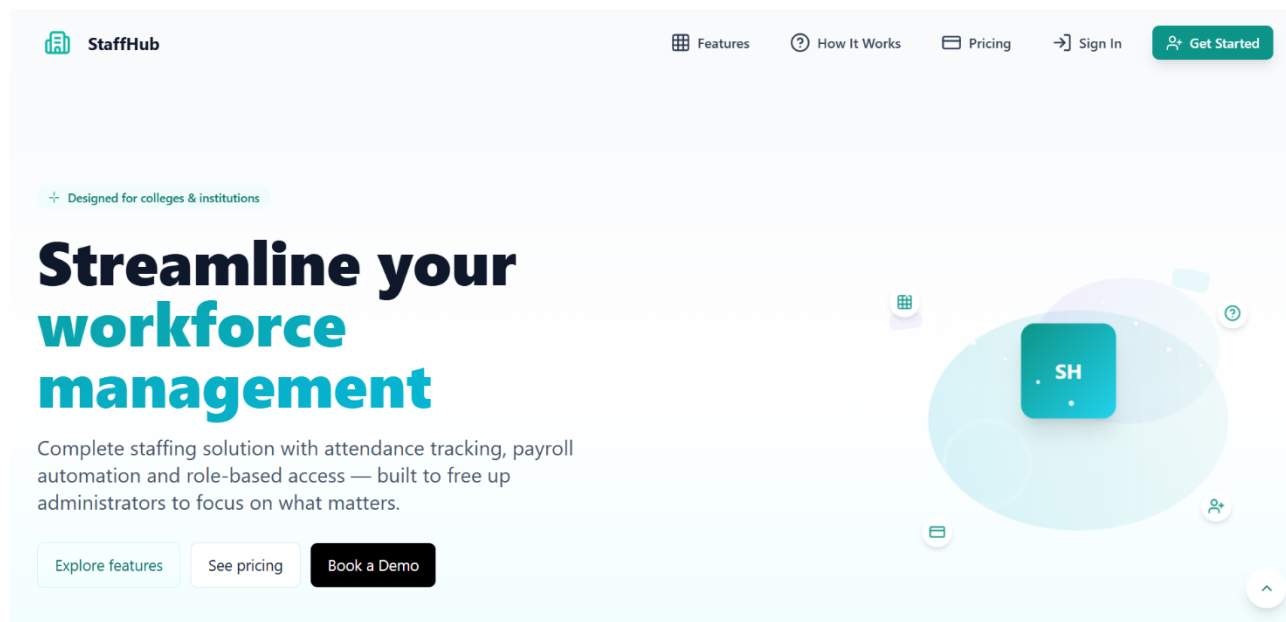 StaffHub
Features
How It Works
Pricing
Sign In
Get Started
Designed for colleges & institutions
Streamline your
workforce
management
Complete staffing solution with attendance tracking, payroll
automation and role-based access — built to free up
administrators to focus on what matters.
Explore features
See pricing
Book a Demo
SH